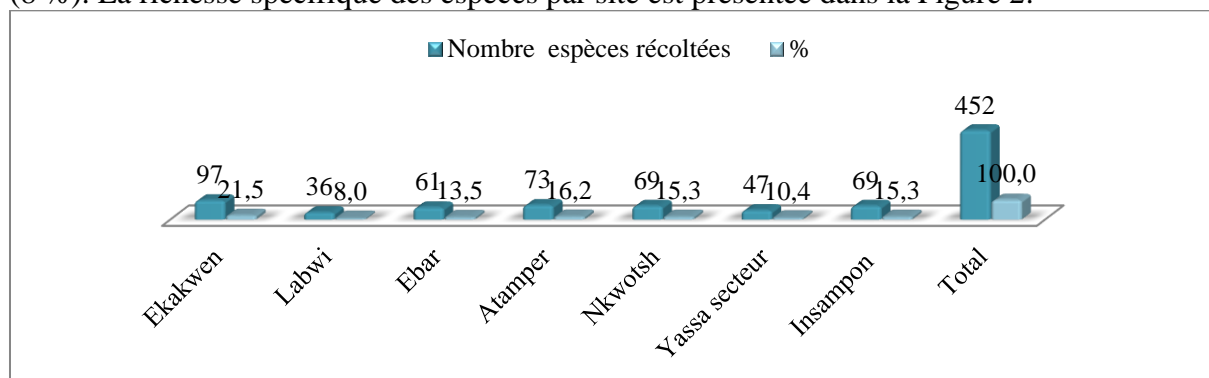 (8 %). La richesse spécifique des espèces par site est présentée dans la Figure 2.
Nombre espèces récoltées %
452
97 21,5 36 8,0 61 13,5 73 16,2 69 15,3 47 10,4 69 15,3 100,0
Ekakwen Labwi Ebar Atamper Nkwotsh Yassa secteur Insampon Total